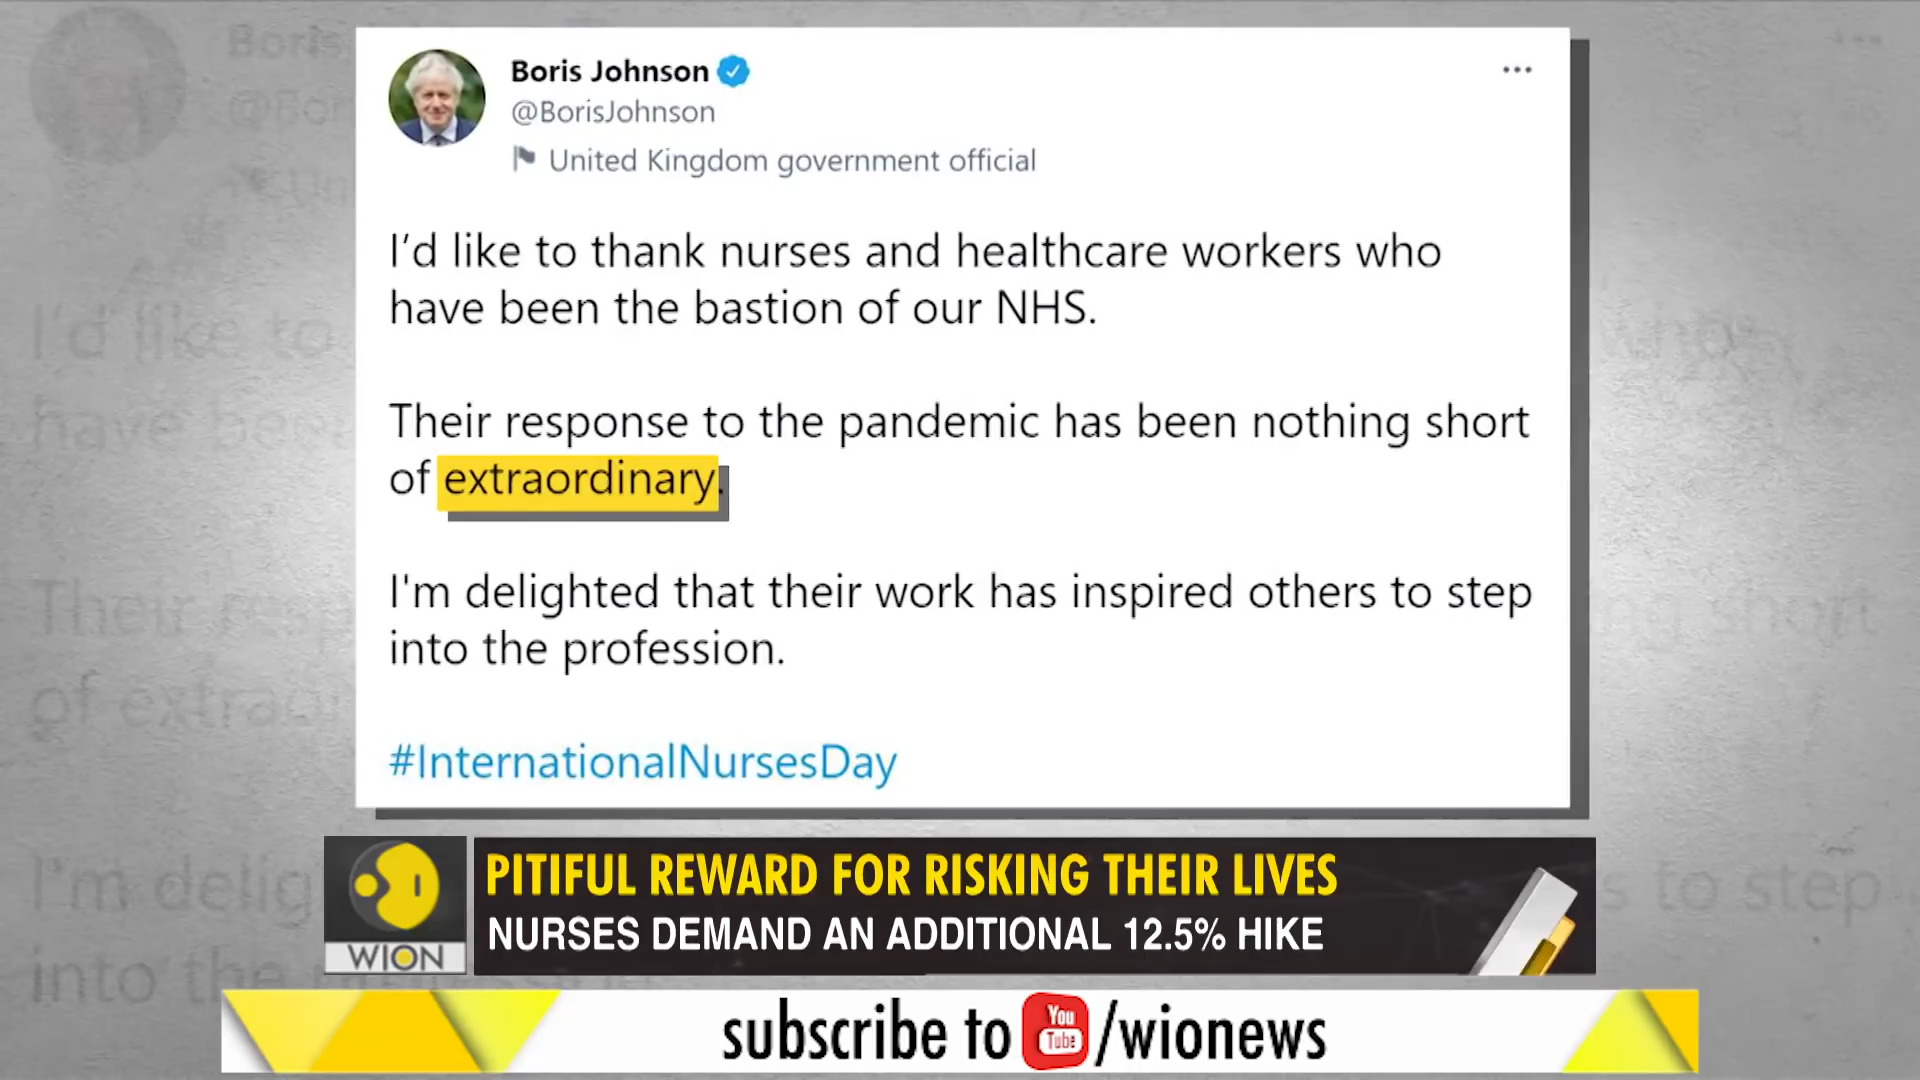 Boris Johnson
@BorisJohnson
United Kingdom government official
I’d like to thank nurses and healthcare workers who
have been the bastion of our NHS.
Their response to the pandemic has been nothing short
of extraordinary.
I'm delighted that their work has inspired others to step
into the profession.
#InternationalNursesDay
PITIFUL REWARD FOR RISKING THEIR LIVES
NURSES DEMAND AN ADDITIONAL 12.5% HIKE
WION
subscribe to You Tube /wionews